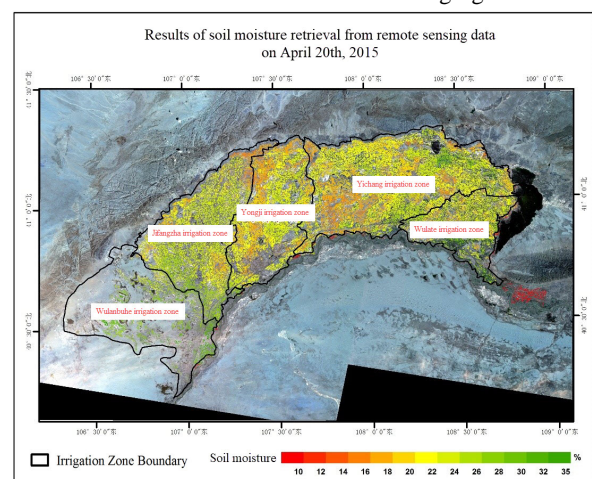 Results of soil moisture retrieval from remote sensing data
on April 20th, 2015
106° 30′0″东 107° 0′0″东 107° 30′0″东 108° 0′0″东 108° 30′0″东 109° 0′0″东
Yichang irrigation zone
Yongji irrigation zone
Wulate irrigation zone
Jifangzha irrigation zone
Wulanbuhe irrigation zone
106° 30′0″东 107° 0′0″东 107° 30′0″东 108° 0′0″东 108° 30′0″东 109° 0′0″东
Irrigation Zone Boundary
Soil moisture
%
10 12 14 16 18 20 22 24 26 28 30 32 35